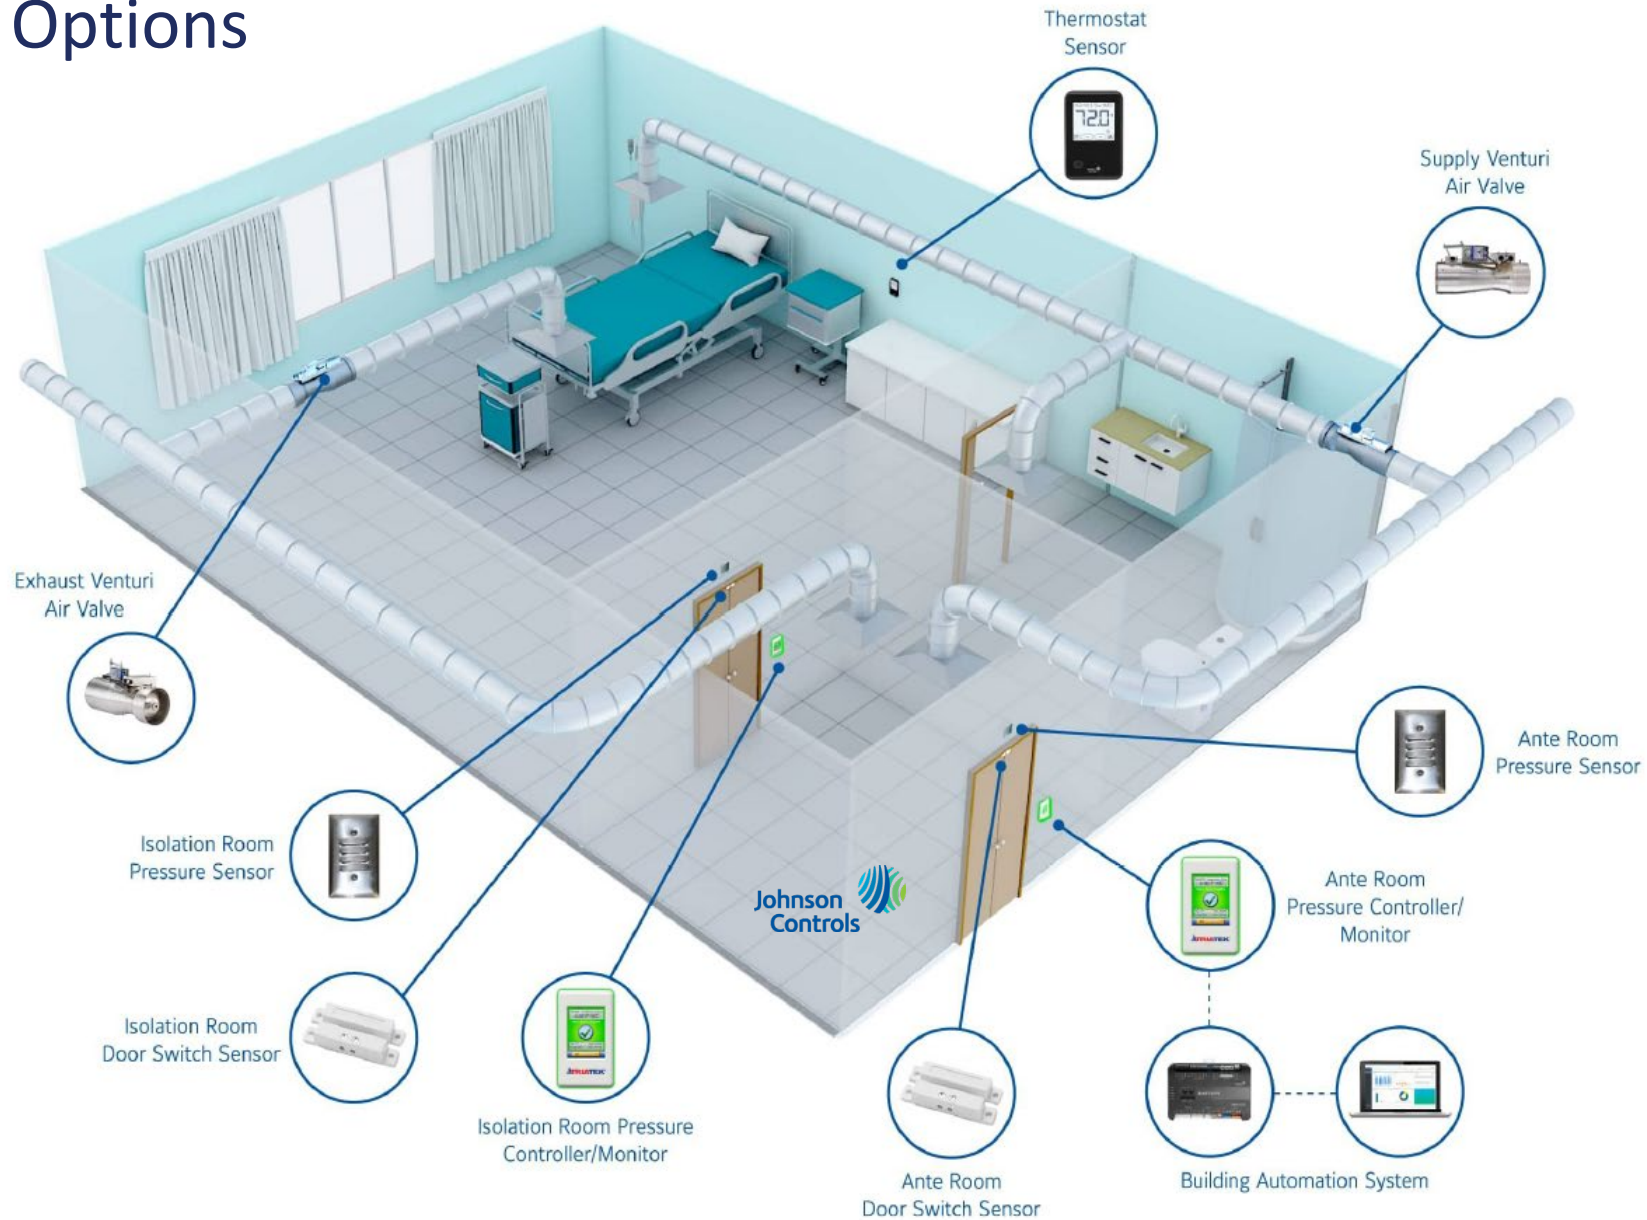 Options
Thermostat
Sensor
72.0
Supply Venturi
Air Valve
Exhaust Venturi
Air Valve
Ante Room
Pressure Sensor
Isolation Room
Pressure Sensor
Johnson
Controls
Ante Room
Pressure Controller/
Monitor
Isolation Room
Door Switch Sensor
Isolation Room Pressure
Controller/Monitor
Ante Room
Door Switch Sensor
Building Automation System